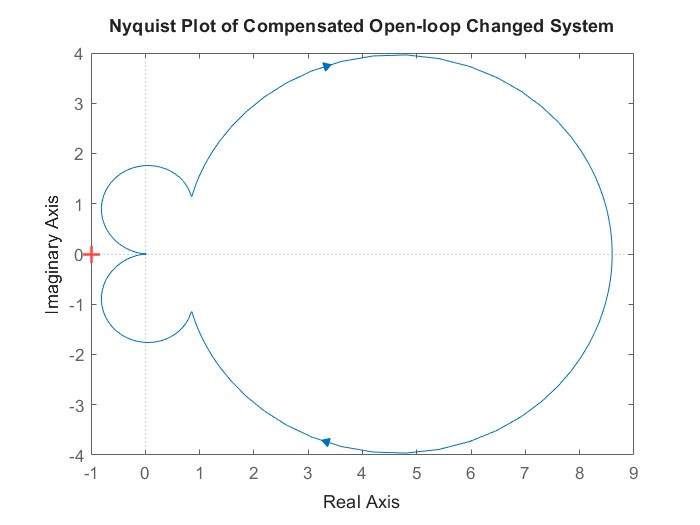 Nyquist Plot of Compensated Open-loop Changed System
4
3
2
1
0
-1
-2
-3
-4
Imaginary Axis
-1 0 1 2 3 4 5 6 7 8 9
Real Axis